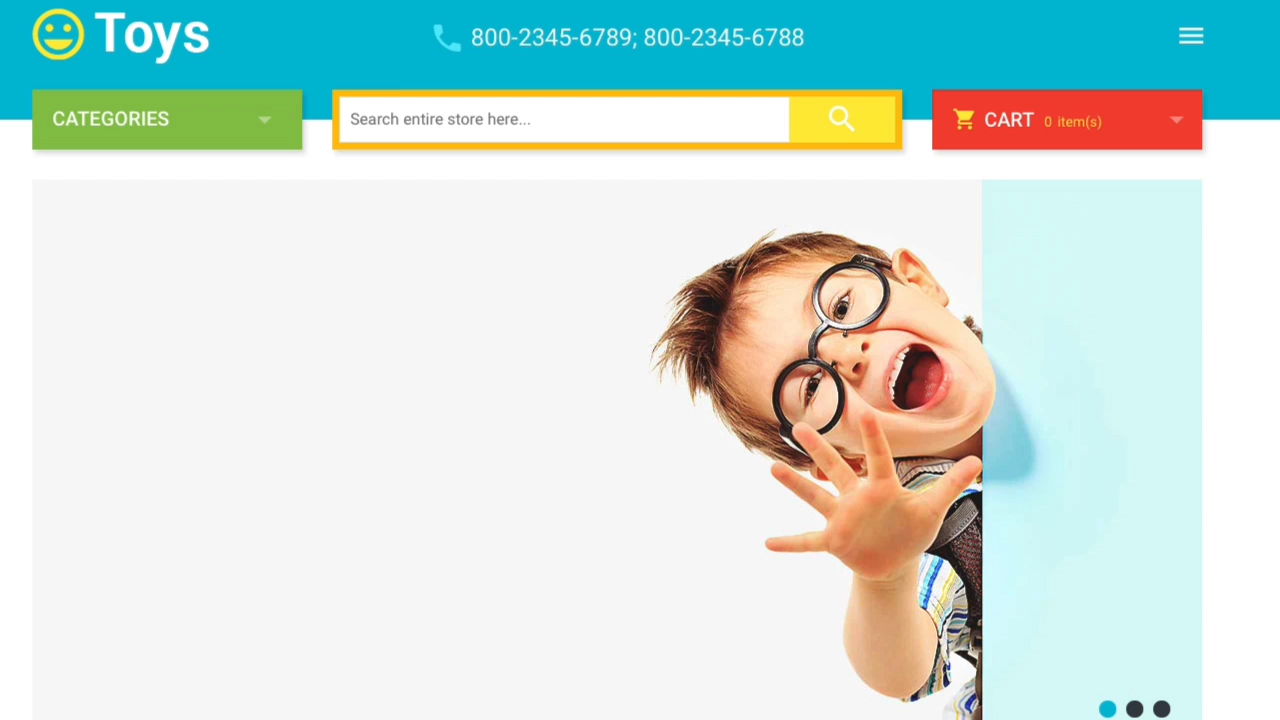 Toys
800-2345-6789; 800-2345-6788
CATEGORIES
Search entire store here...
CART 0 item(s)